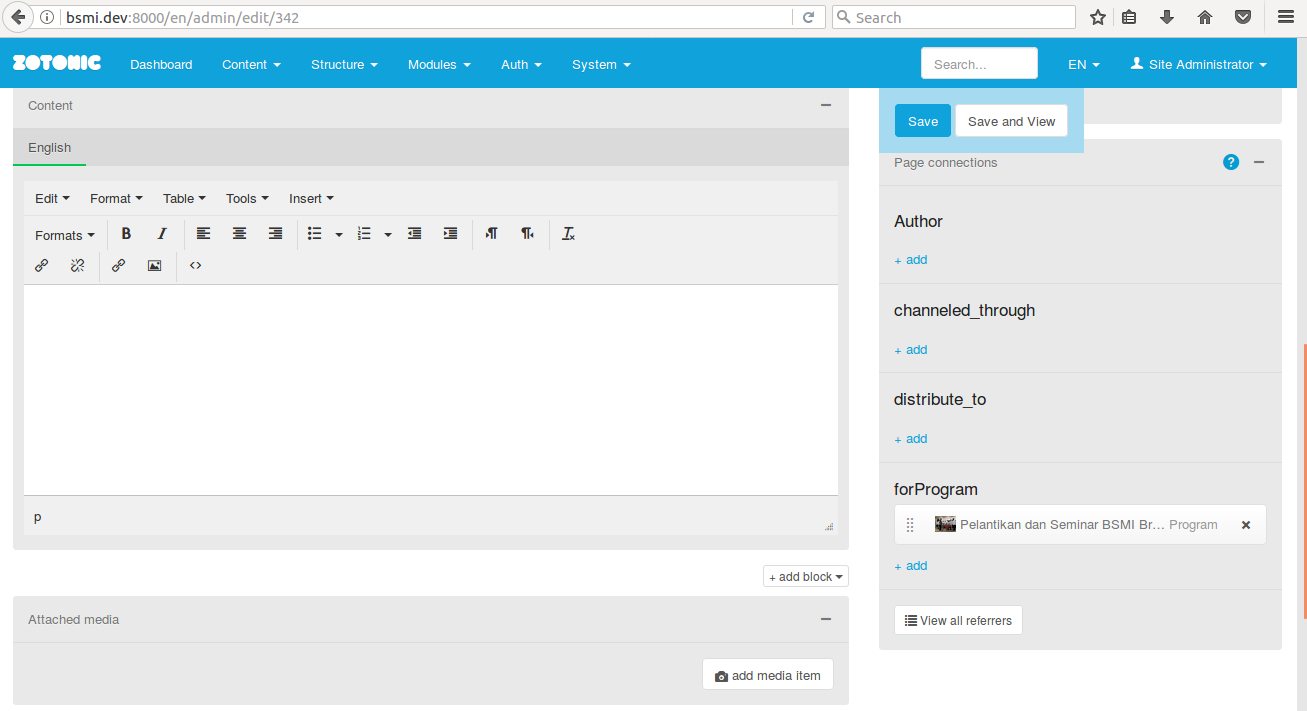 bsmi.dev:8000/en/admin/edit/342
Search
ZOTONIC
Dashboard
Content
Structure
Modules
Auth
System
Search...
EN
Site Administrator
Content
English
Edit
Format
Table
Tools
Insert
Formats
B
I
p
+ add block
Attached media
add media item
Save
Save and View
Page connections
?
Author
+ add
channeled_through
+ add
distribute_to
+ add
forProgram
Pelantikan dan Seminar BSMI Br... Program
+ add
View all referrers